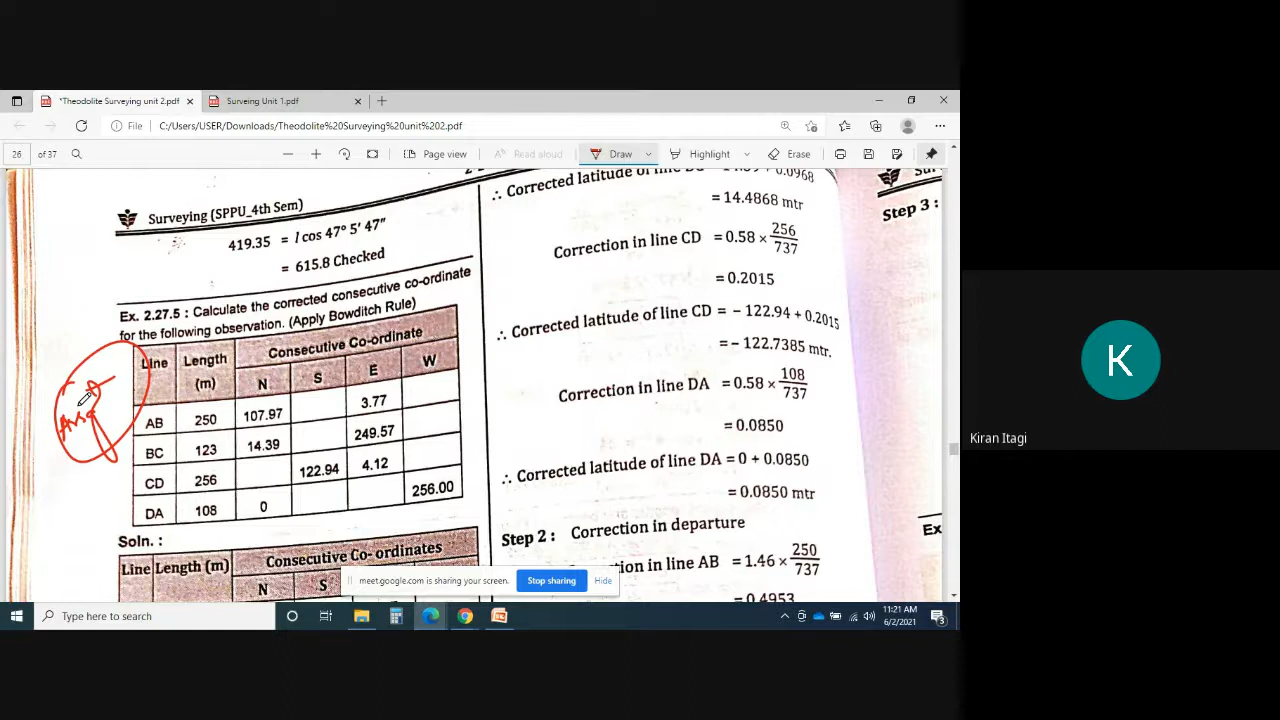 *Theodolite Surveying unit 2.pdf
Surveing Unit 1.pdf
File
C:/Users/USER/Downloads/Theodolite%20Surveying%20unit%202.pdf
26 of 37
Page view
Read aloud
Draw
Highlight
Erase
Surveying (SPPU_4th Sem)
419.35 = l cos 47° 5′ 47″
= 615.8 Checked
Ex. 2.27.5 : Calculate the corrected consecutive co-ordinate
for the following observation. (Apply Bowditch Rule)
Line Length (m) Consecutive Co-ordinate
N S E W
AB 250 107.97 3.77
BC 123 14.39 249.57
CD 256 122.94 4.12
DA 108 0 256.00
Soln. :
Line Length (m) Consecutive Co- ordinates
N S
∴ Corrected latitude of line
= 14.4868 mtr
Correction in line CD = 0.58 × 256/737
= 0.2015
∴ Corrected latitude of line CD = − 122.94 + 0.2015
= − 122.7385 mtr.
Correction in line DA = 0.58 × 108/737
= 0.0850
∴ Corrected latitude of line DA = 0 + 0.0850
= 0.0850 mtr
Step 2 : Correction in departure
in line AB = 1.46 × 250/737
= 0.4953
Step 3 :
Ex
meet.google.com is sharing your screen.
Stop sharing
Hide
Type here to search
11:21 AM
6/2/2021
3
K
Kiran Itagi